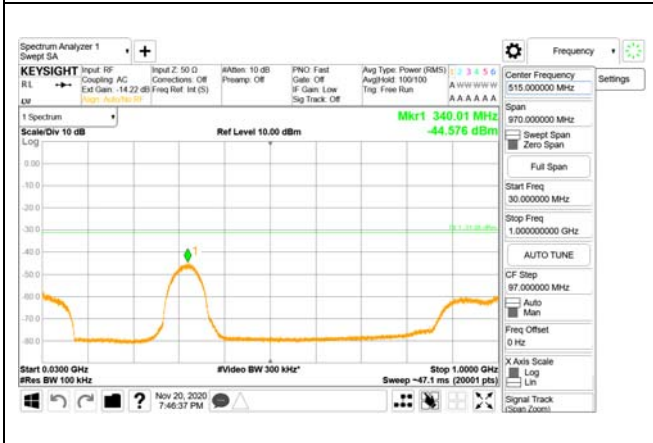 Spectrum Analyzer 1
Swept SA
+
Frequency
KEYSIGHT Input: RF Input Z: 50 Ω #Atten: 10 dB PNO: Fast Avg Type: Power (RMS) 1 2 3 4 5 6
RL Coupling: AC Corrections: Off Preamp: Off Gate: Off Avg|Hold: 100/100 A W W W W W
Ext Gain: -14.22 dB Freq Ref: Int (S) IF Gain: Low Trig: Free Run A A A A A A
Align: Auto/No RF Sig Track: Off
Center Frequency
515.000000 MHz
Settings
1 Spectrum
Mkr1 340.01 MHz
Scale/Div 10 dB Ref Level 10.00 dBm -44.576 dBm
Log
Span
970.000000 MHz
Swept Span
Zero Span
Full Span
Start Freq
30.000000 MHz
Stop Freq
1.000000000 GHz
AUTO TUNE
CF Step
97.000000 MHz
Auto
Man
Freq Offset
0 Hz
X Axis Scale
Log
Lin
Signal Track
(Span Zoom)
0.00
-10.0
-20.0
-30.0
-40.0
-50.0
-60.0
-70.0
-80.0
1
Start 0.0300 GHz #Video BW 300 kHz* Stop 1.0000 GHz
#Res BW 100 kHz Sweep ~47.1 ms (20001 pts)
? Nov 20, 2020
7:46:37 PM